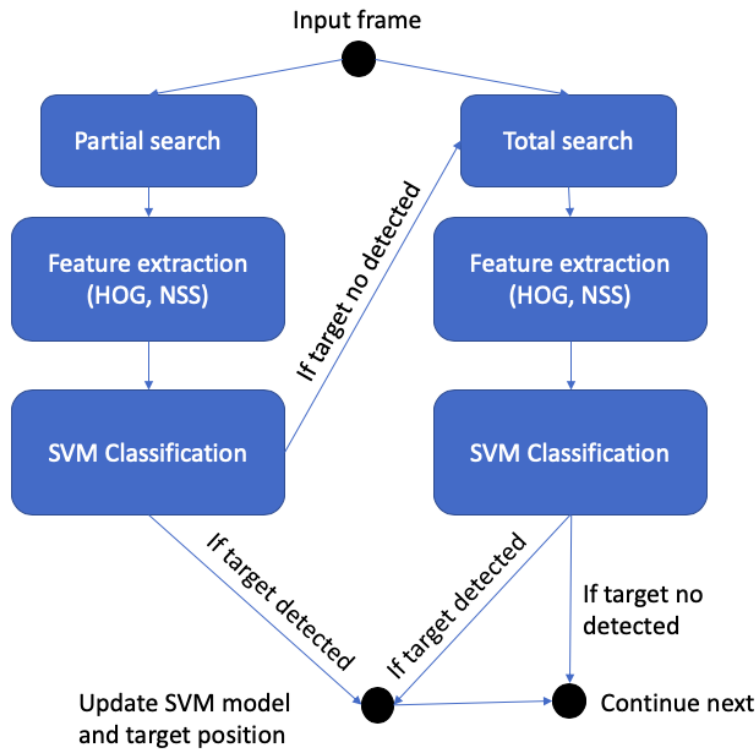 Input frame
Partial search
Total search
If target no detected
Feature extraction
(HOG, NSS)
Feature extraction
(HOG, NSS)
SVM Classification
SVM Classification
If target detected
If target detected
If target no
detected
Update SVM model
and target position
Continue next